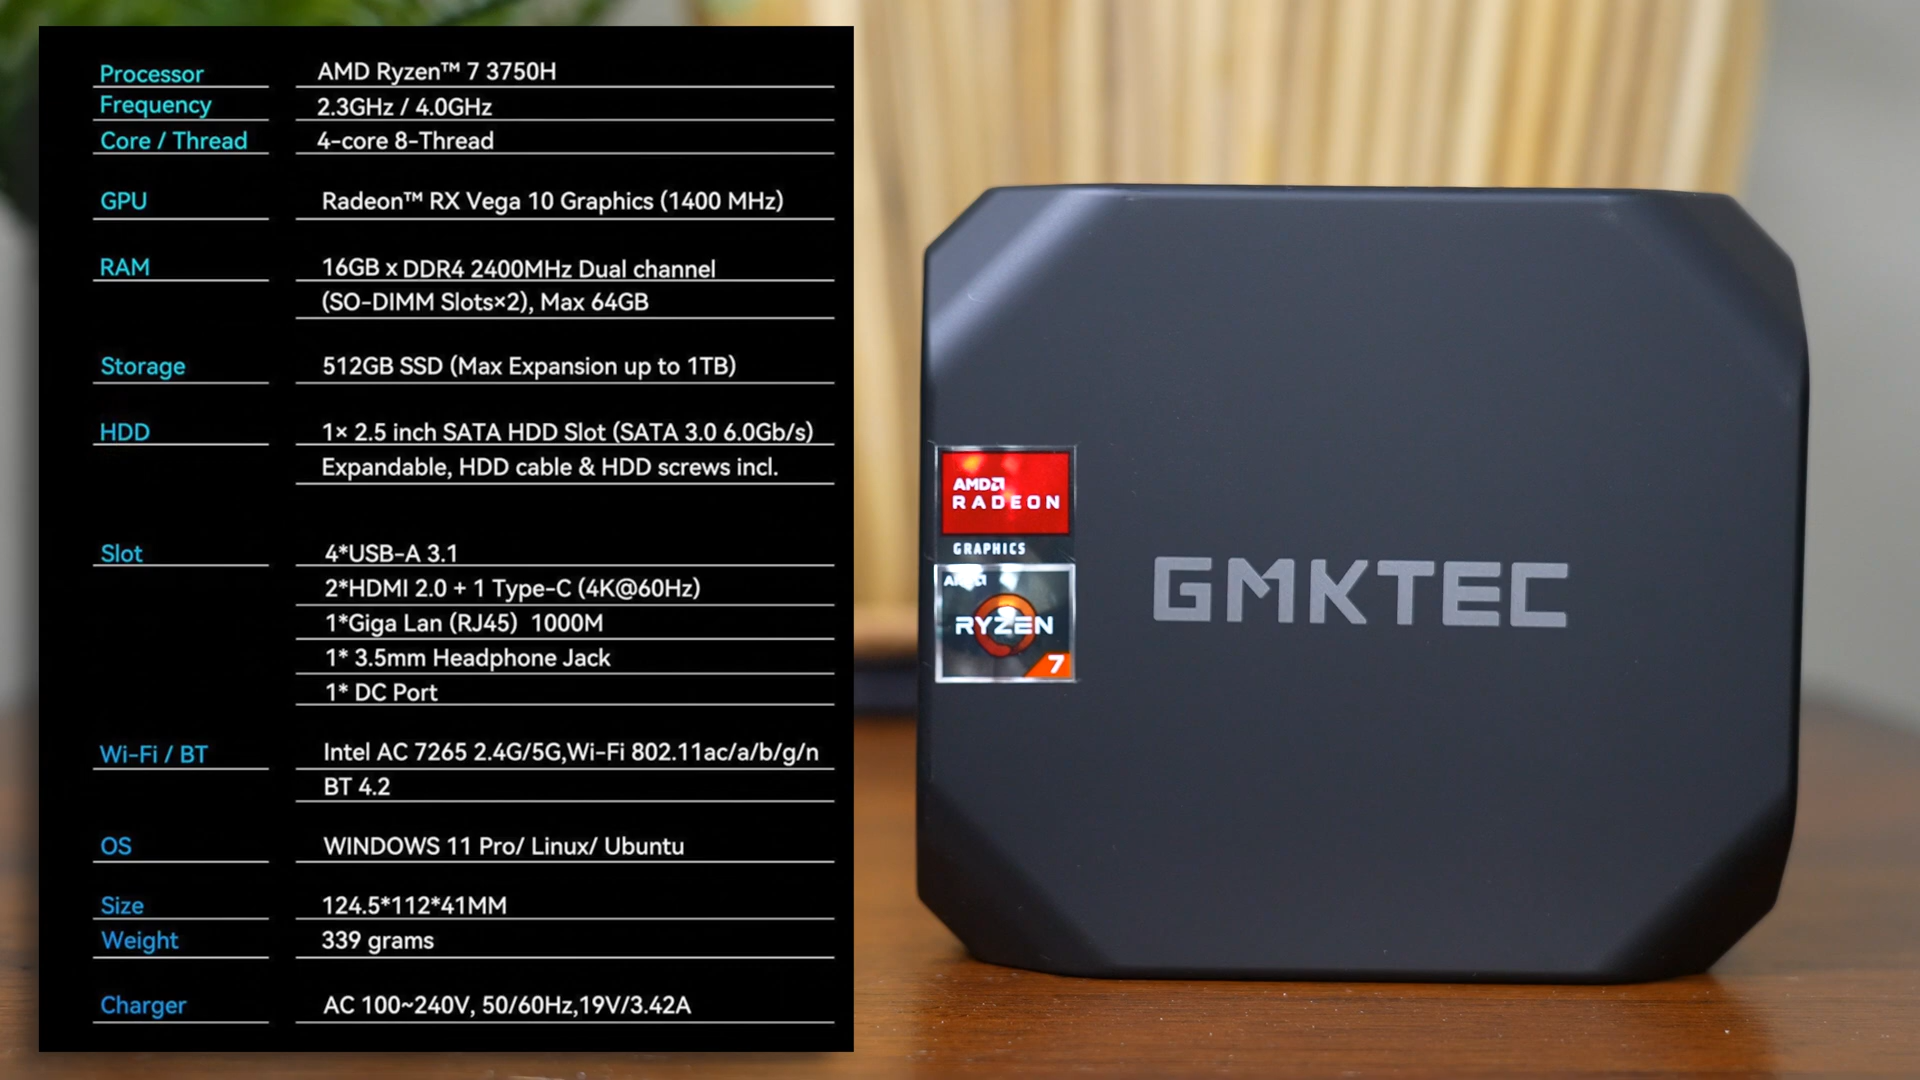 Processor AMD Ryzen™ 7 3750H
Frequency 2.3GHz / 4.0GHz
Core / Thread 4-core 8-Thread
GPU Radeon™ RX Vega 10 Graphics (1400 MHz)
RAM 16GB x DDR4 2400MHz Dual channel
(SO-DIMM Slots×2), Max 64GB
Storage 512GB SSD (Max Expansion up to 1TB)
HDD 1× 2.5 inch SATA HDD Slot (SATA 3.0 6.0Gb/s)
Expandable, HDD cable & HDD screws incl.
Slot 4*USB-A 3.1
2*HDMI 2.0 + 1 Type-C (4K@60Hz)
1*Giga Lan (RJ45) 1000M
1* 3.5mm Headphone Jack
1* DC Port
Wi-Fi / BT Intel AC 7265 2.4G/5G,Wi-Fi 802.11ac/a/b/g/n
BT 4.2
OS WINDOWS 11 Pro/ Linux/ Ubuntu
Size 124.5*112*41MM
Weight 339 grams
Charger AC 100~240V, 50/60Hz,19V/3.42A
AMD
RADEON
GRAPHICS
AMD
RYZEN
7
GMKTEC